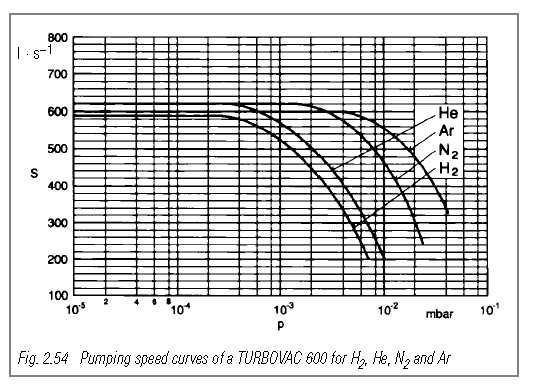 800
l · s⁻¹
700
600
500
S
400
300
200
100
He
Ar
N₂
H₂
10⁻⁵ 2 4 6 8 10⁻⁴ 10⁻³ 10⁻² mbar 10⁻¹
p
Fig. 2.54 Pumping speed curves of a TURBOVAC 600 for H₂, He, N₂ and Ar